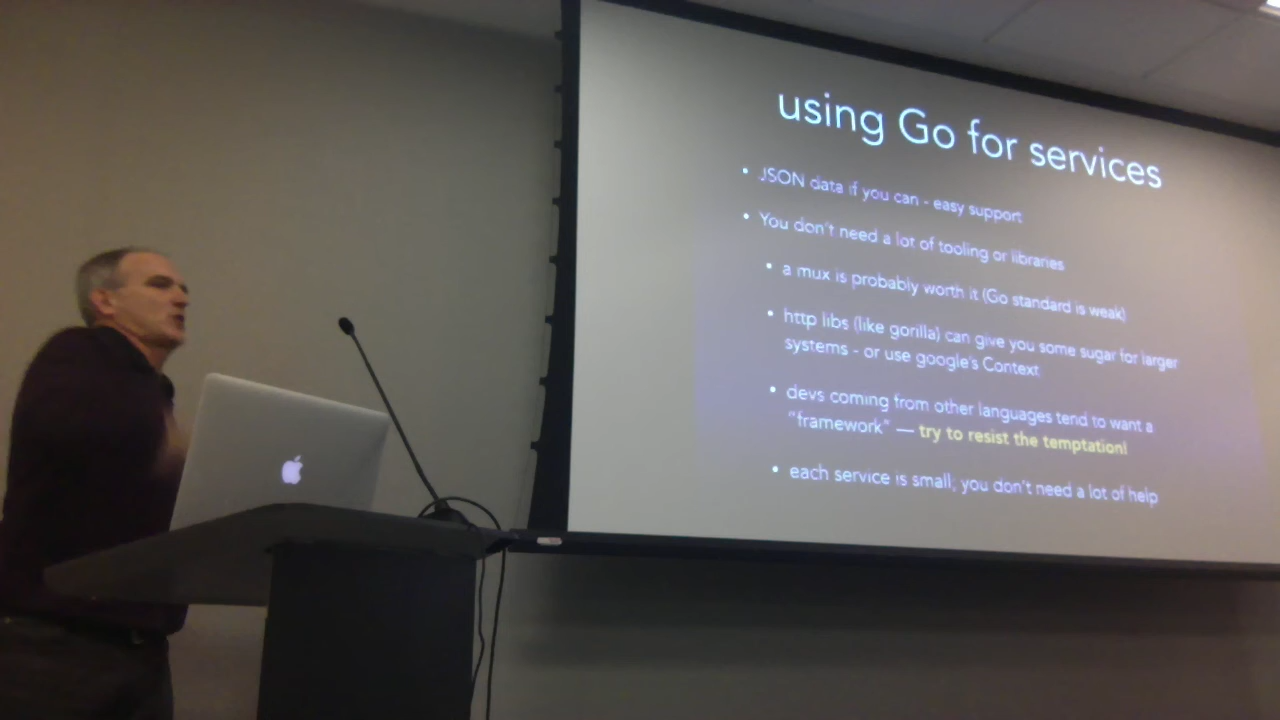 using Go for services
• JSON data if you can - easy support
• You don't need a lot of tooling or libraries
• a mux is probably worth it (Go standard is weak)
• http libs (like gorilla) can give you some sugar for larger
systems - or use google's Context
• devs coming from other languages tend to want a
"framework" — try to resist the temptation!
• each service is small; you don't need a lot of help